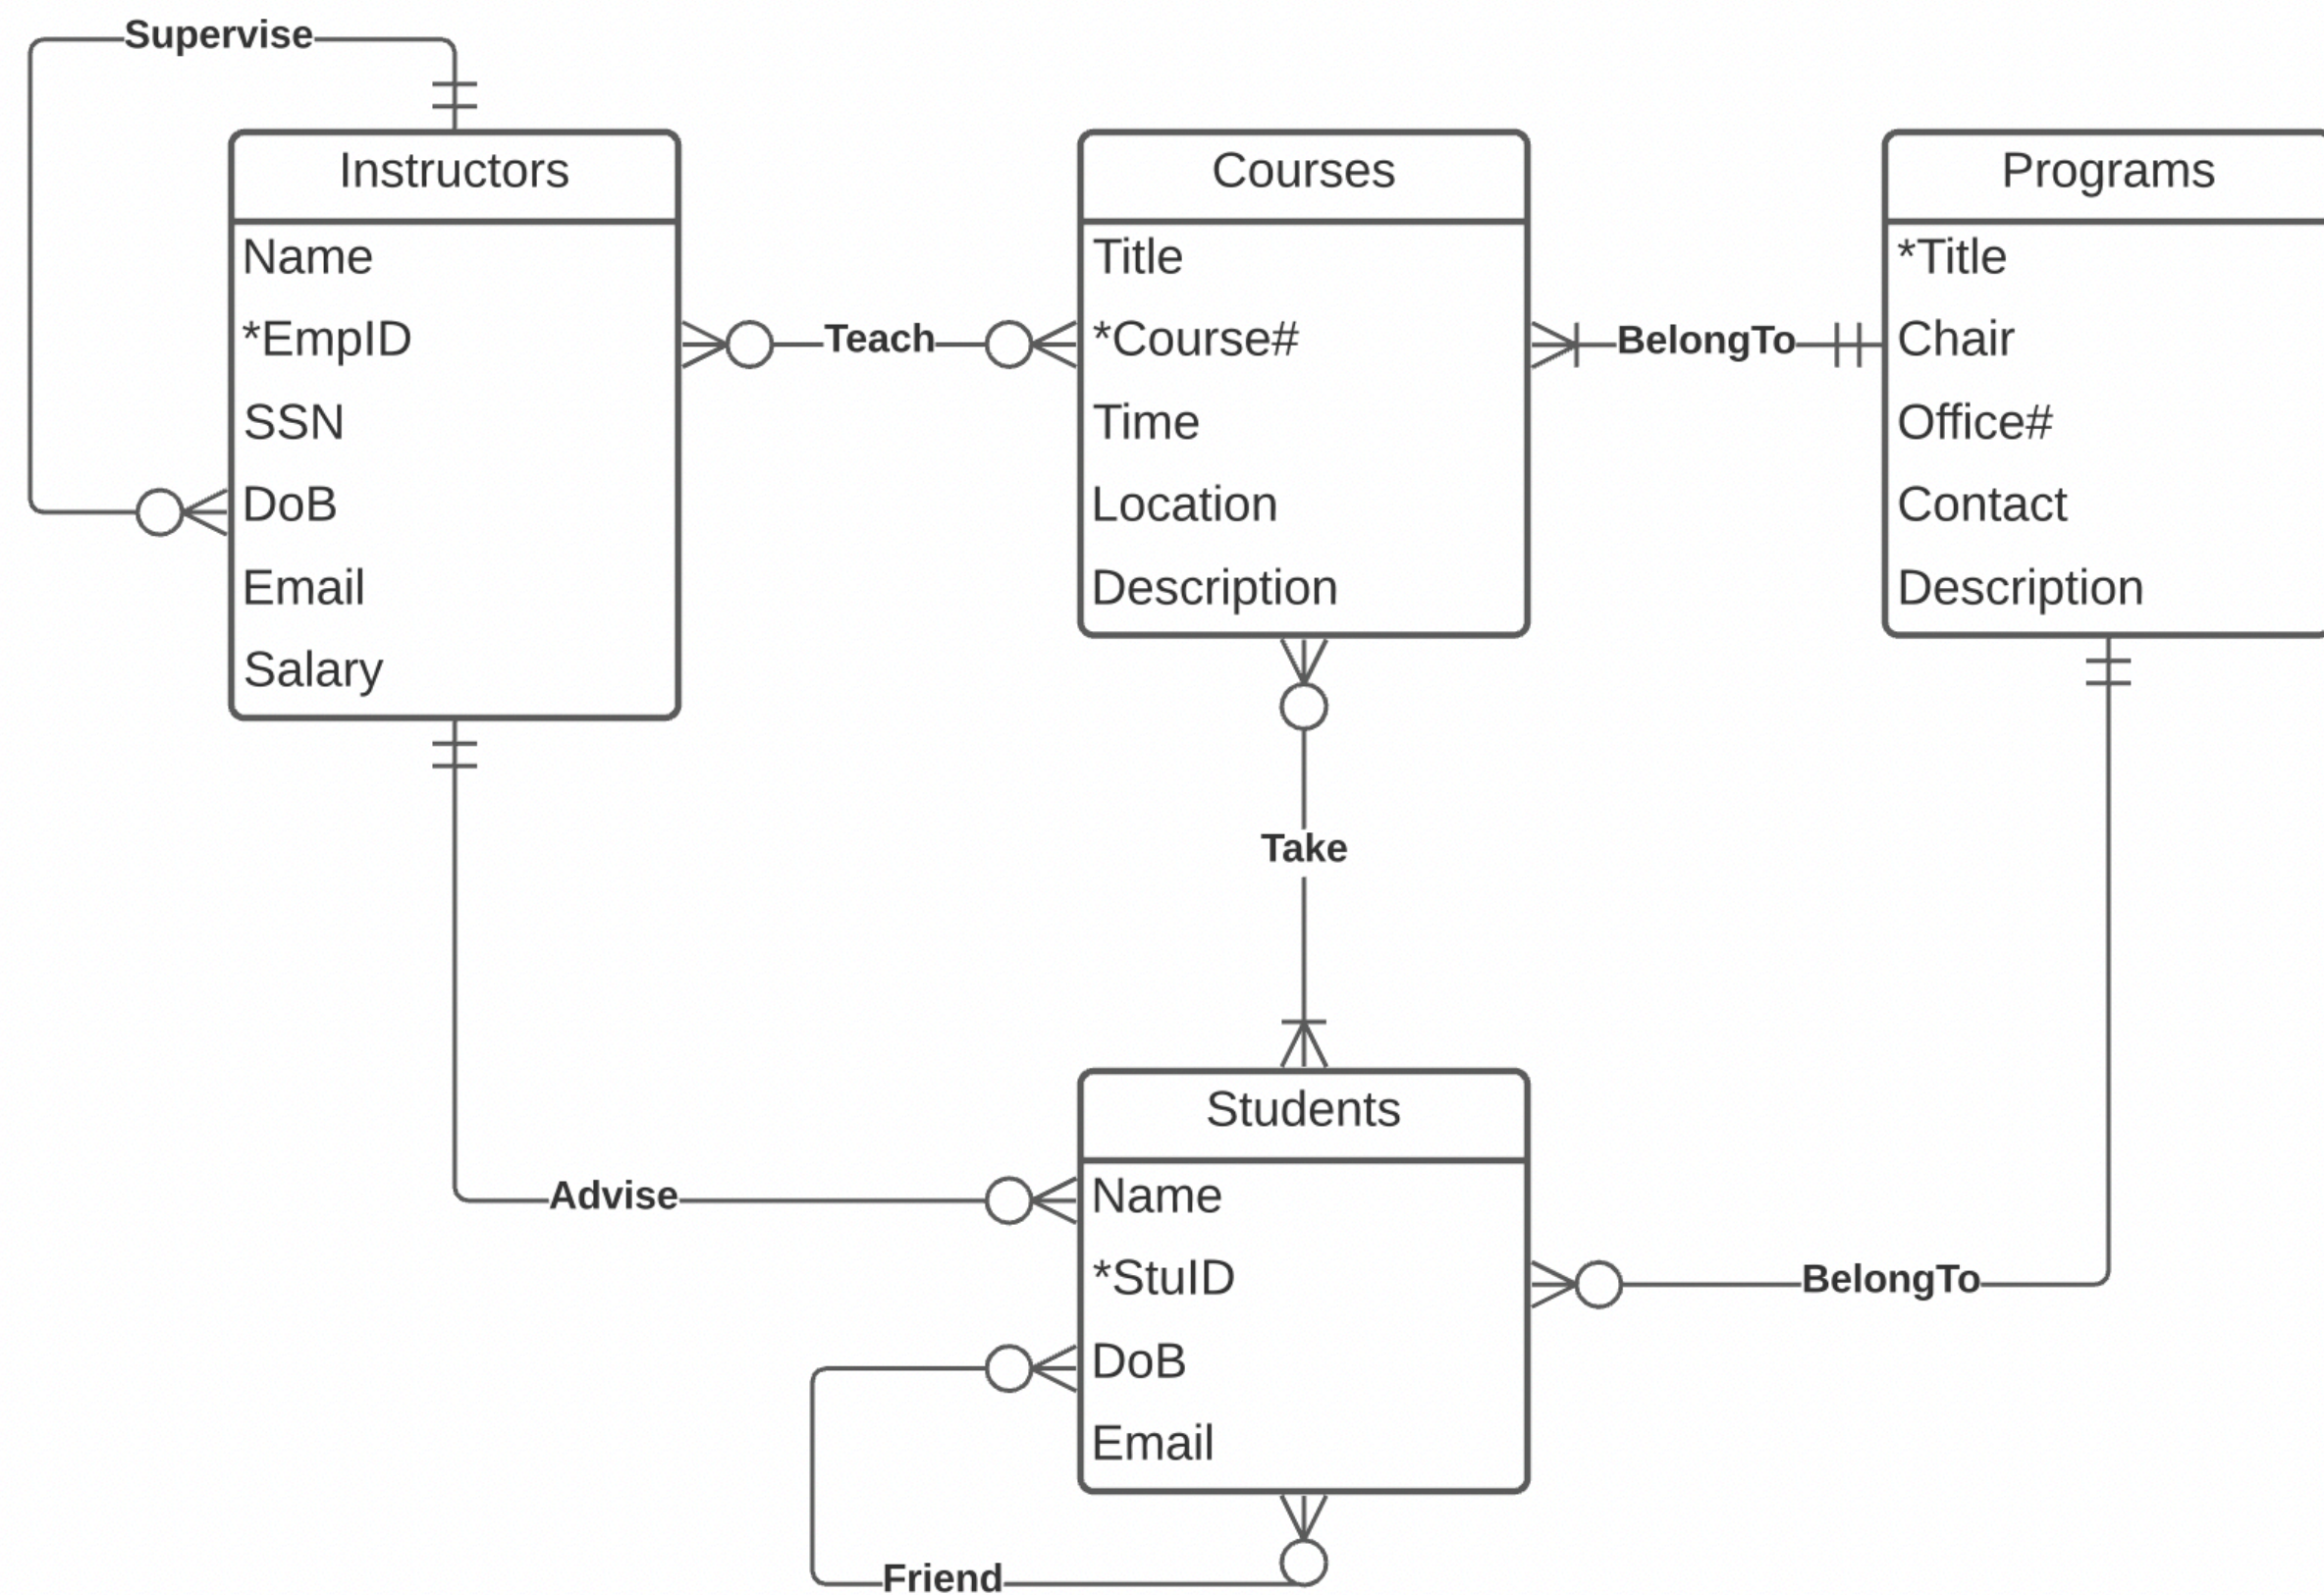 Supervise
Instructors
Name
*EmpID
SSN
DoB
Email
Salary
Teach
Courses
Title
*Course#
Time
Location
Description
BelongTo
Programs
*Title
Chair
Office#
Contact
Description
Take
Advise
Students
Name
*StuID
DoB
Email
BelongTo
Friend